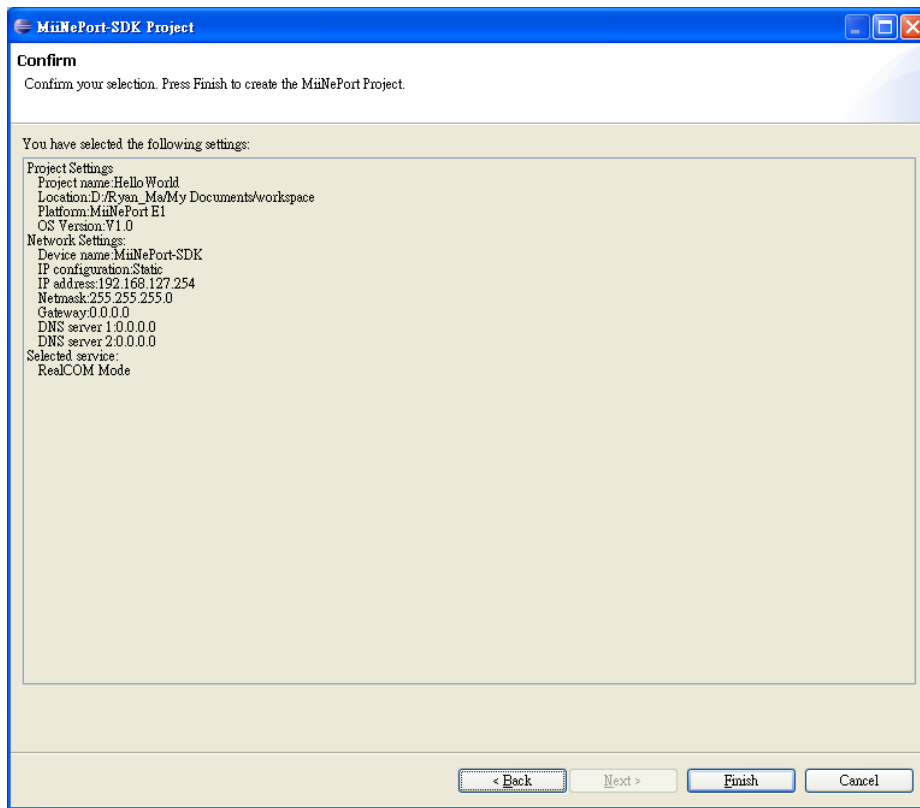 MiiNePort-SDK Project
Confirm
Confirm your selection. Press Finish to create the MiiNePort Project.
You have selected the following settings:
Project Settings
Project name:HelloWorld
Location:D:/Ryan_Ma/My Documents/workspace
Platform:MiiNePort E1
OS Version:V1.0
Network Settings:
Device name:MiiNePort-SDK
IP configuration:Static
IP address:192.168.127.254
Netmask:255.255.255.0
Gateway:0.0.0.0
DNS server 1:0.0.0.0
DNS server 2:0.0.0.0
Selected service:
RealCOM Mode
< Back Next > Finish Cancel